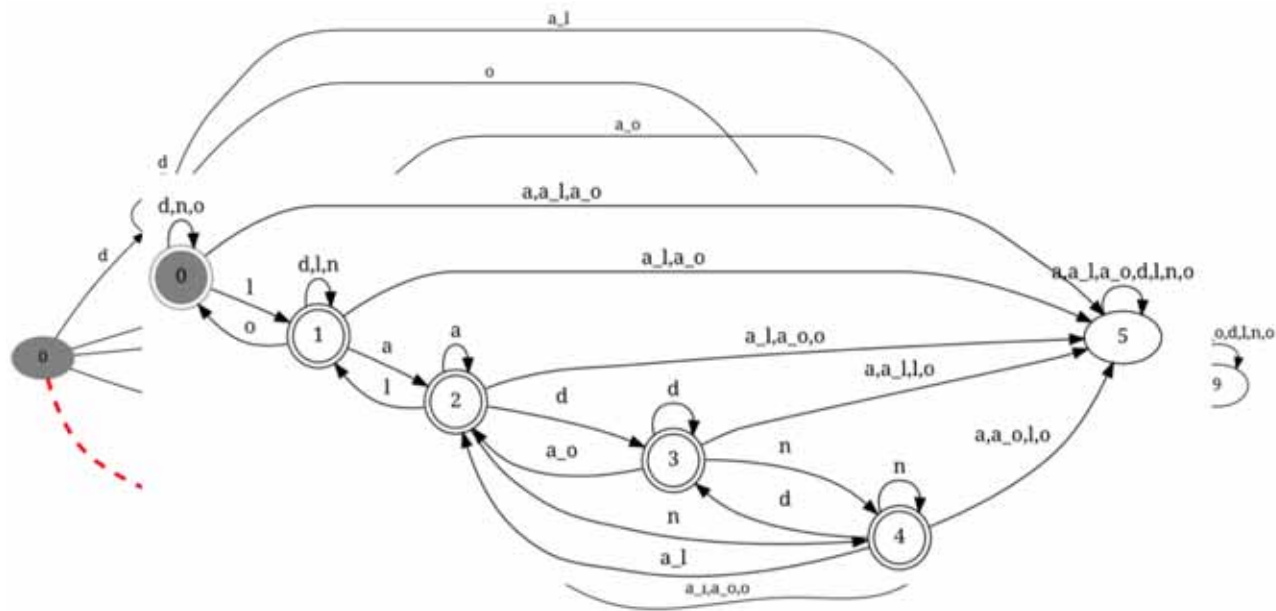 a_l
o
a_o
d
a,a_l,a_o
d,n,o
d
a_l,a_o
d,l,n
a,a_l,a_o,d,l,n,o
0
l
o
1
a
a_l,a_o,o
5
o,d,l,n,o
0
a
a,a_l,l,o
l
2
d
d
9
a_o
3
n
a,a_o,l,o
n
d
n
4
a_l
a_l,a_o,o